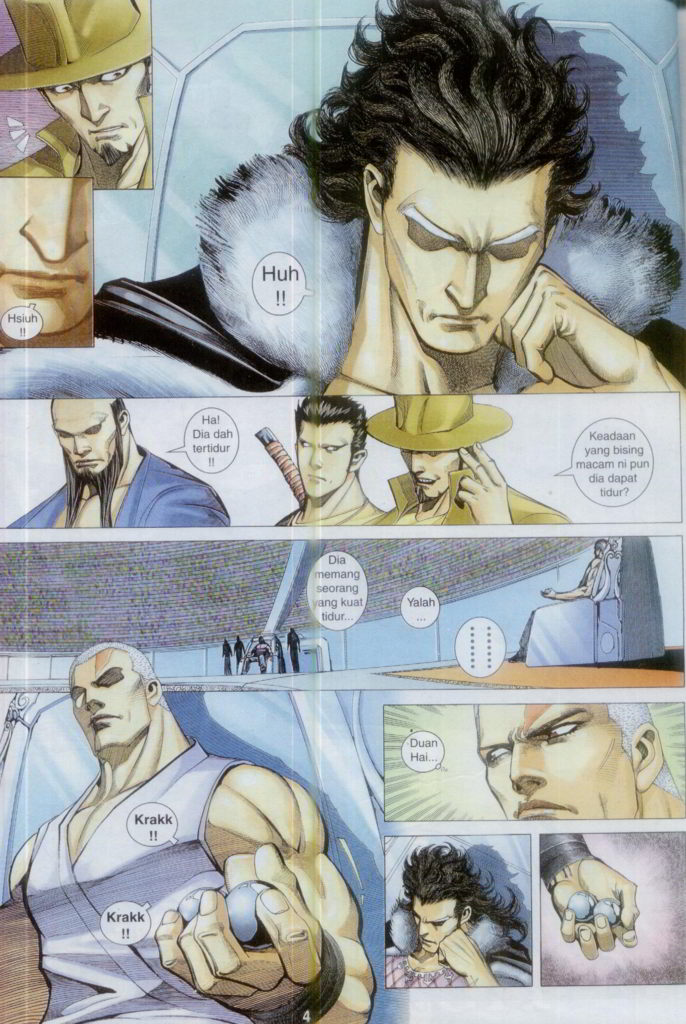 Huh
!!
Hsiuh
!!
Ha!
Dia dah
tertidur
!!
Keadaan
yang bising
macam ni pun
dia dapat
tidur?
Dia
memang
seorang
yang kuat
tidur...
Yalah
...
Duan
Hai...
Krakk
!!
Krakk
!!
4